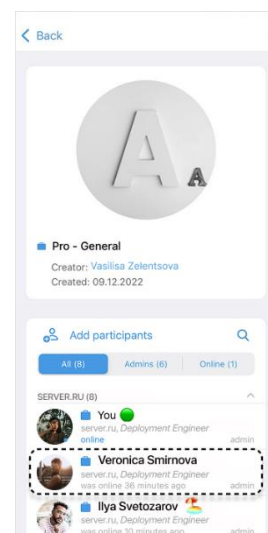 Back
Pro - General
Creator: Vasilisa Zelentsova
Created: 09.12.2022
Add participants
All (8) Admins (6) Online (1)
SERVER.RU (8)
You
server.ru, Deployment Engineer
online admin
Veronica Smirnova
server.ru, Deployment Engineer
was online 36 minutes ago admin
Ilya Svetozarov
server.ru, Deployment Engineer
was online 30 minutes ago admin